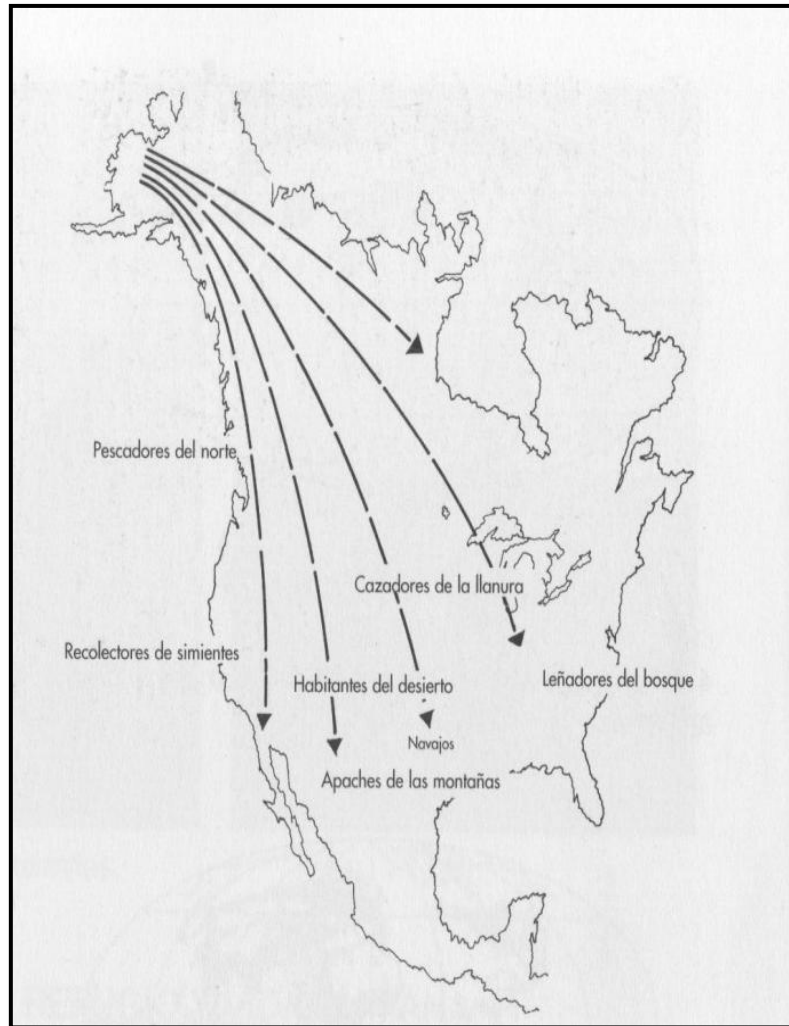 Pescadores del norte
Cazadores de la llanura
Recolectores de simientes
Habitantes del desierto
Leñadores del bosque
Navajos
Apaches de las montañas